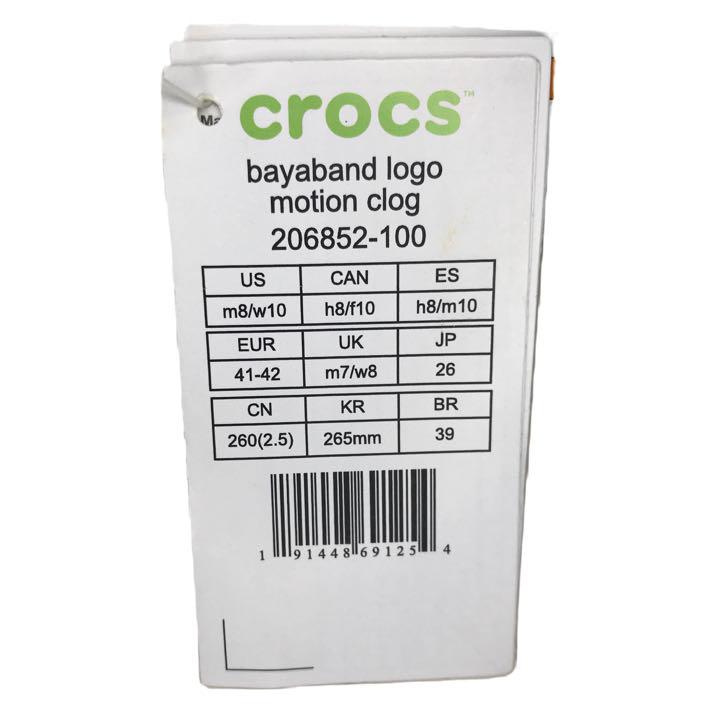 crocs™
bayaband logo
motion clog
206852-100
US CAN ES
m8/w10 h8/f10 h8/m10
EUR UK JP
41-42 m7/w8 26
CN KR BR
260(2.5) 265mm 39
1 91448 69125 4